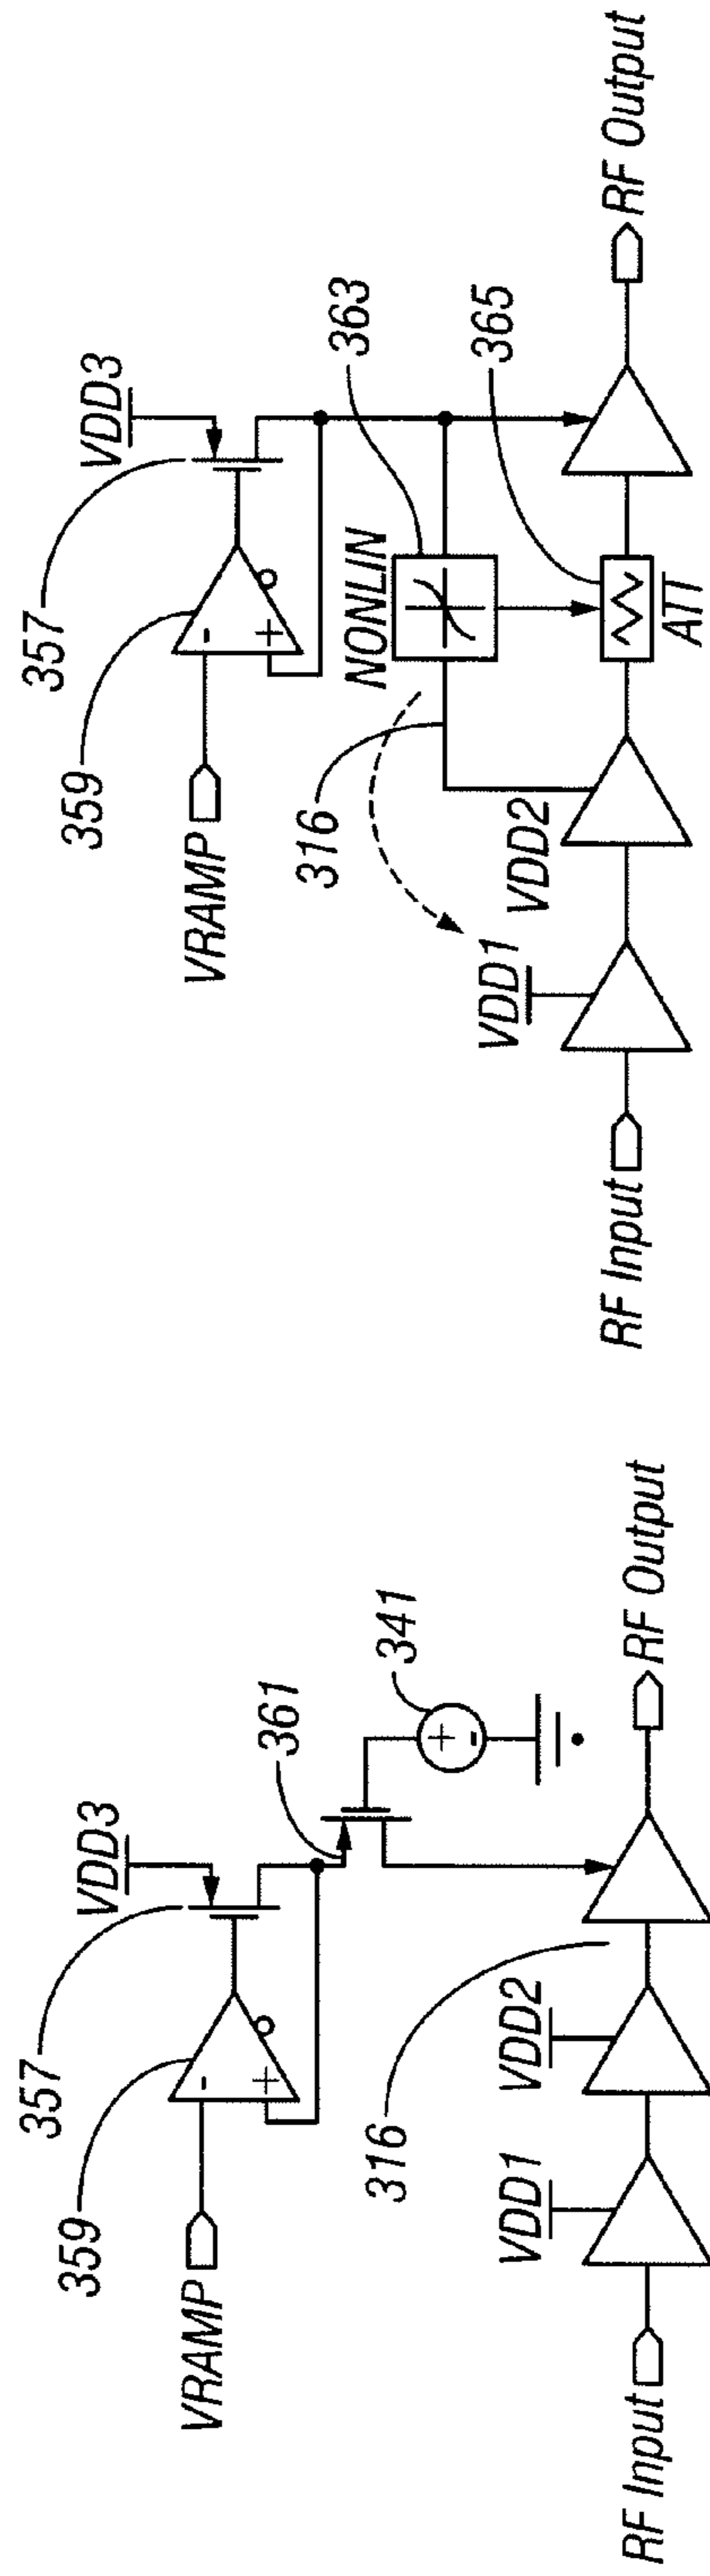 357
VDD3
359
VRAMP
361
341
316
VDD1
VDD2
RF Input
RF Output
357
VDD3
359
VRAMP
363
NONLIN
316
365
VDD1
VDD2
ATT
RF Input
RF Output